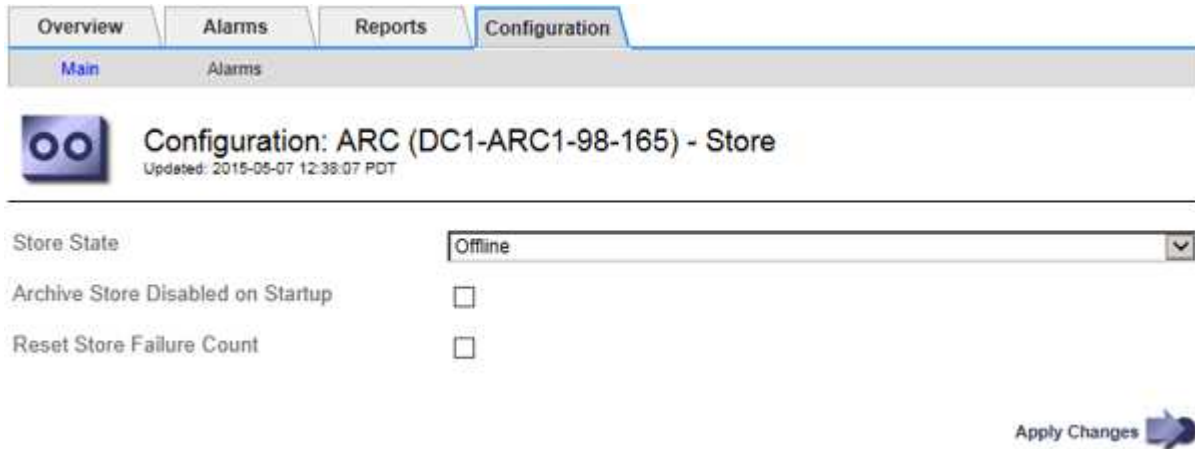 Overview Alarms Reports Configuration
Main Alarms
Configuration: ARC (DC1-ARC1-98-165) - Store
Updated: 2015-05-07 12:38:07 PDT
Store State Offline
Archive Store Disabled on Startup
Reset Store Failure Count
Apply Changes